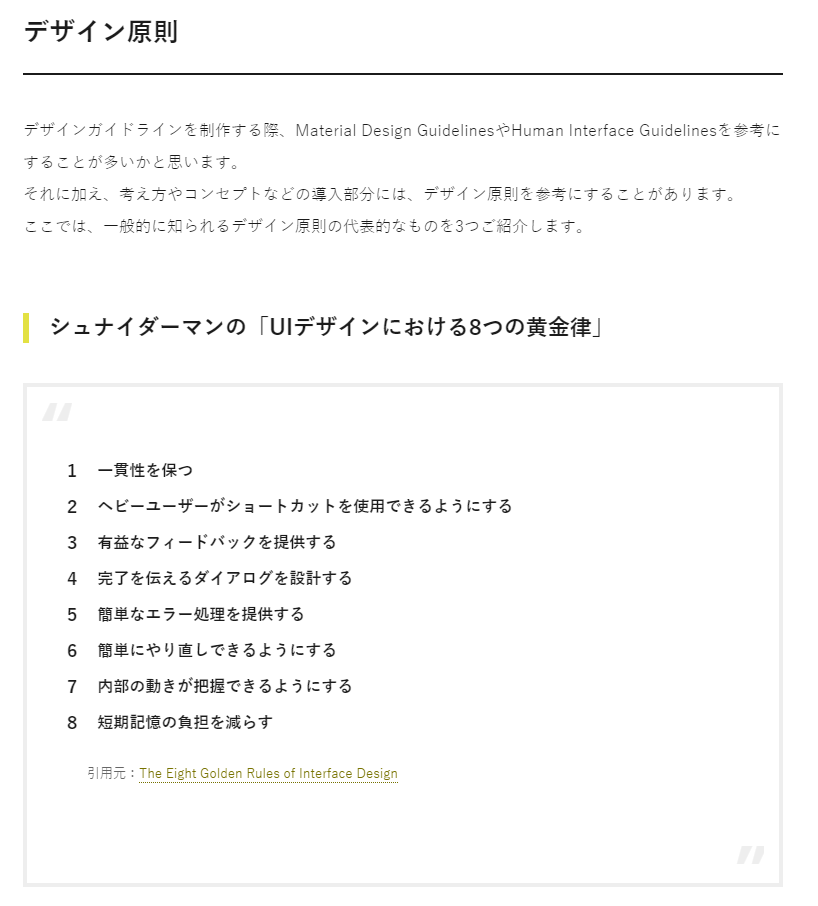 デザイン原則
デザインガイドラインを制作する際、Material Design GuidelinesやHuman Interface Guidelinesを参考に
することが多いかと思います。
それに加え、考え方やコンセプトなどの導入部分には、デザイン原則を参考にすることがあります。
ここでは、一般的に知られるデザイン原則の代表的なものを3つご紹介します。
シュナイダーマンの「UIデザインにおける8つの黄金律」
1 一貫性を保つ
2 ヘビーユーザーがショートカットを使用できるようにする
3 有益なフィードバックを提供する
4 完了を伝えるダイアログを設計する
5 簡単なエラー処理を提供する
6 簡単にやり直しできるようにする
7 内部の動きが把握できるようにする
8 短期記憶の負担を減らす
引用元：The Eight Golden Rules of Interface Design